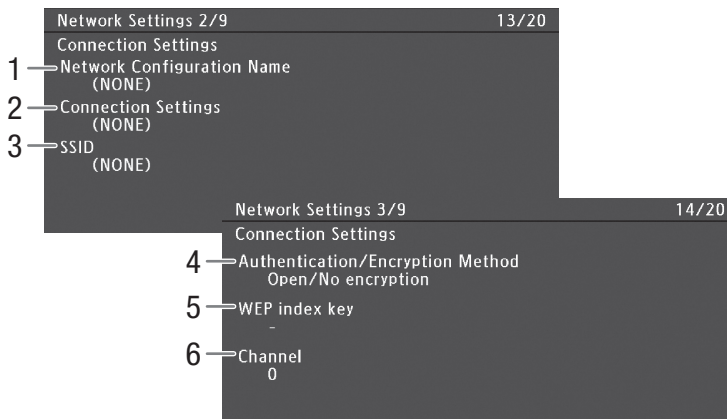 Network Settings 2/9 13/20
Connection Settings
1 Network Configuration Name
(NONE)
2 Connection Settings
(NONE)
3 SSID
(NONE)
Network Settings 3/9 14/20
Connection Settings
4 Authentication/Encryption Method
Open/No encryption
5 WEP index key
-
6 Channel
0